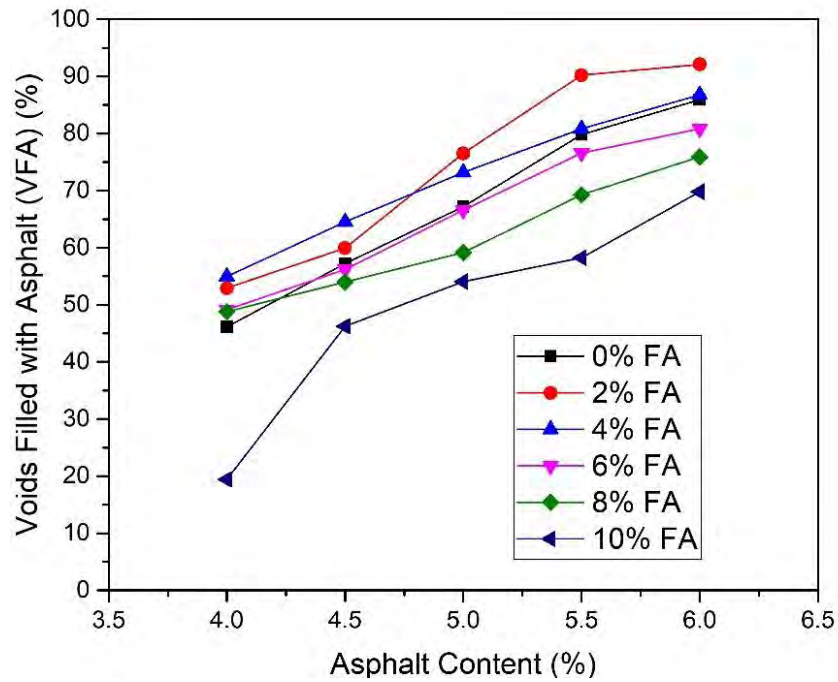 Voids Filled with Asphalt (VFA) (%)
100
90
80
70
60
50
40
30
20
10
0
3.5 4.0 4.5 5.0 5.5 6.0 6.5
Asphalt Content (%)
0% FA
2% FA
4% FA
6% FA
8% FA
10% FA